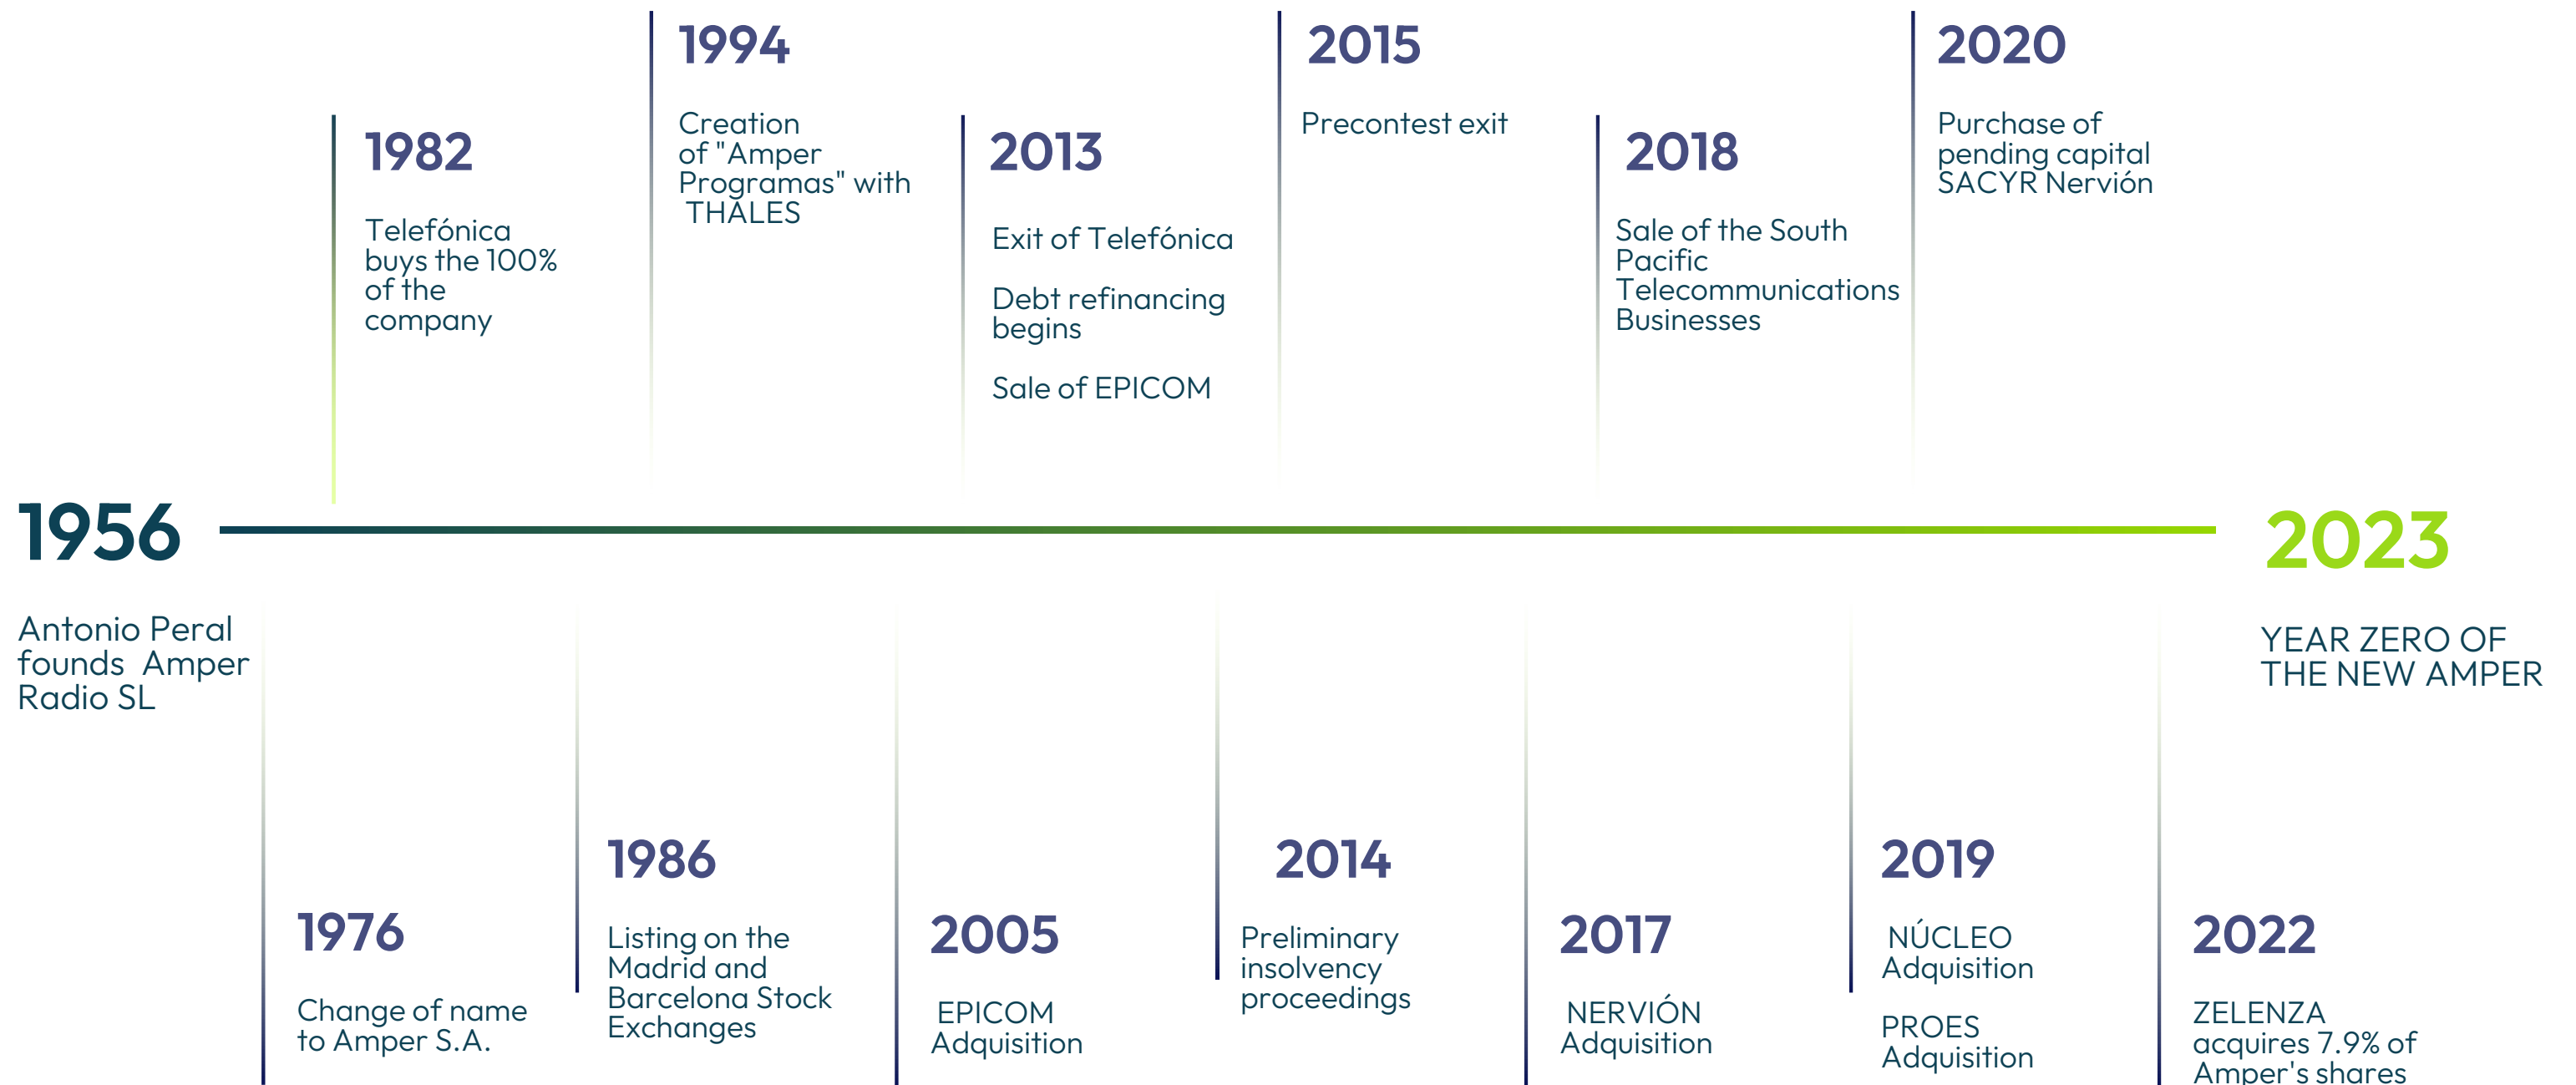 1994
Creation
of "Amper
Programas" with
THALES
2015
Precontest exit
2020
Purchase of
pending capital
SACYR Nervión
1982
Telefónica
buys the 100%
of the
company
2013
Exit of Telefónica
Debt refinancing
begins
Sale of EPICOM
2018
Sale of the South
Pacific
Telecommunications
Businesses
1956
Antonio Peral
founds Amper
Radio SL
2023
YEAR ZERO OF
THE NEW AMPER
1976
Change of name
to Amper S.A.
1986
Listing on the
Madrid and
Barcelona Stock
Exchanges
2005
EPICOM
Adquisition
2014
Preliminary
insolvency
proceedings
2017
NERVIÓN
Adquisition
2019
NÚCLEO
Adquisition
PROES
Adquisition
2022
ZELENZA
acquires 7.9% of
Amper's shares